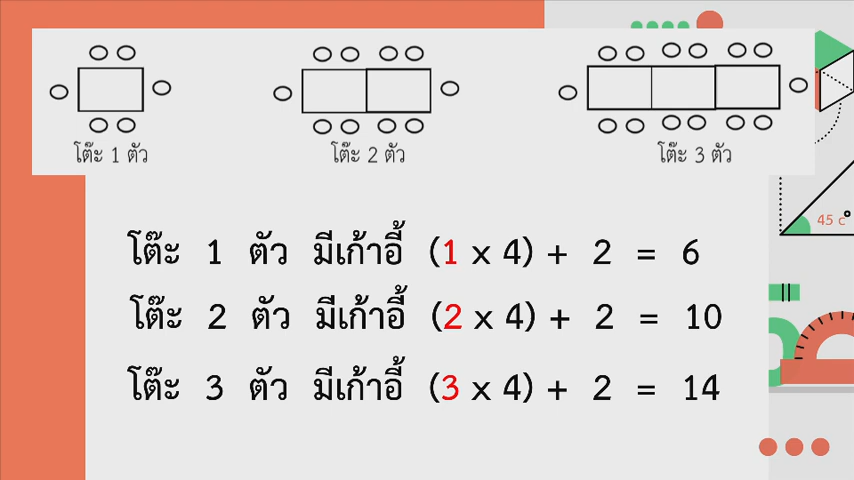 โต๊ะ 1 ตัว
โต๊ะ 2 ตัว
โต๊ะ 3 ตัว
45 c°
โต๊ะ 1 ตัว มีเก้าอี้ (1 x 4) + 2 = 6
โต๊ะ 2 ตัว มีเก้าอี้ (2 x 4) + 2 = 10
โต๊ะ 3 ตัว มีเก้าอี้ (3 x 4) + 2 = 14